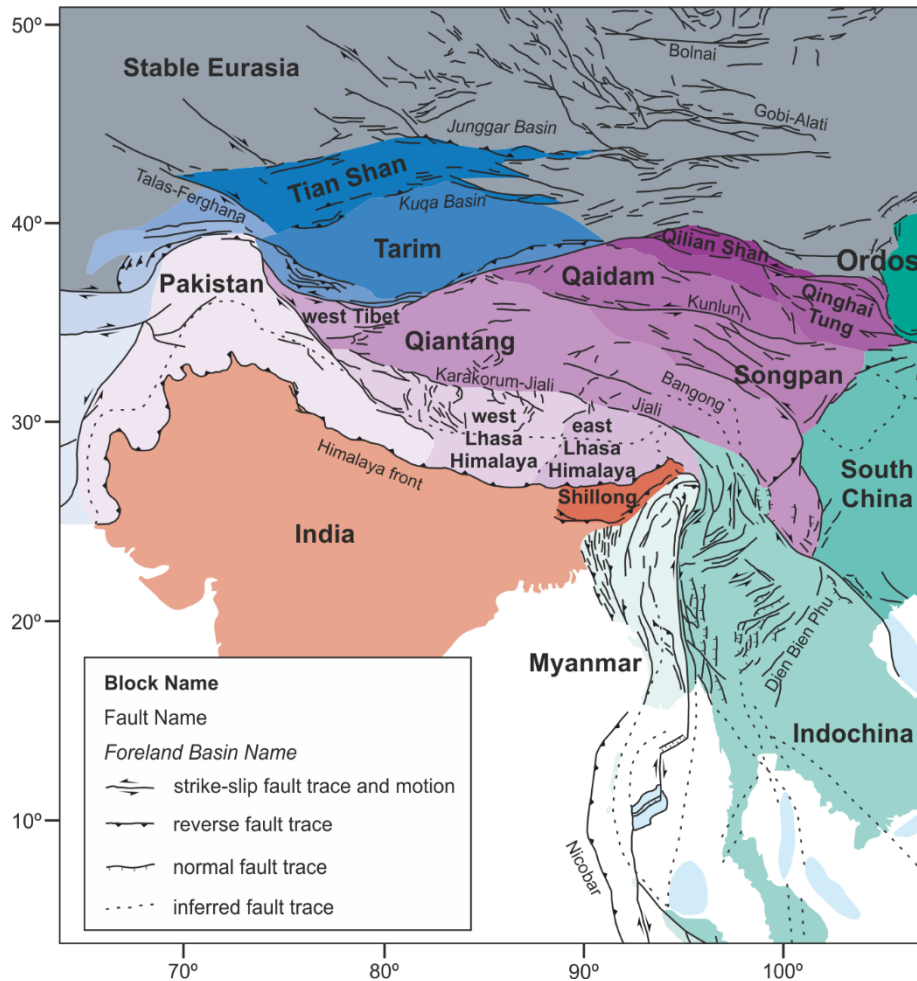 50º
40º
30º
20º
10º
70º
80º
90º
100º
Stable Eurasia
Bolnai
Gobi-Alati
Junggar Basin
Tian Shan
Talas-Ferghana
Kuqa Basin
Tarim
Qilian Shan
Ordos
Pakistan
Qaidam
Qinghai
Tung
west Tibet
Kunlun
Qiantang
Songpan
Karakorum-Jiali
Bangong
Jiali
west
Lhasa
Himalaya
east
Lhasa
Himalaya
Himalaya front
South
China
Shillong
India
Myanmar
Dien Bien Phu
Indochina
Nicobar
Block Name
Fault Name
Foreland Basin Name
strike-slip fault trace and motion
reverse fault trace
normal fault trace
inferred fault trace